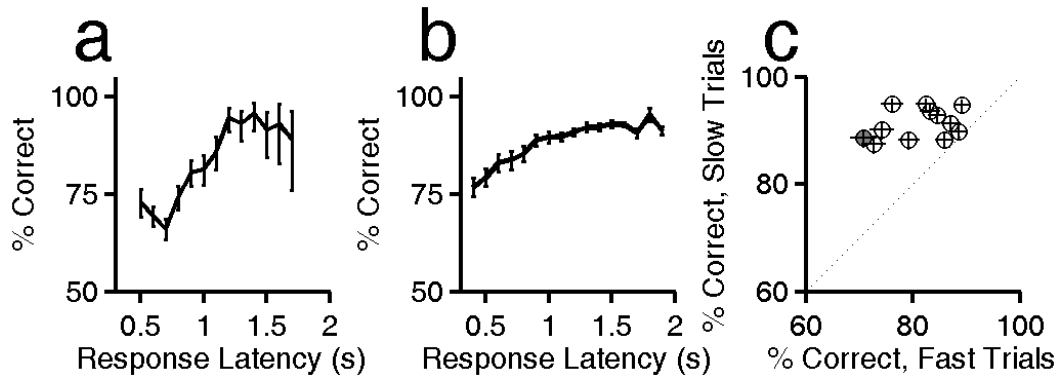 a
% Correct
100
75
50
0.5 1 1.5 2
Response Latency (s)
b
% Correct
100
75
50
0.5 1 1.5 2
Response Latency (s)
c
% Correct, Slow Trials
100
80
60
60 80 100
% Correct, Fast Trials